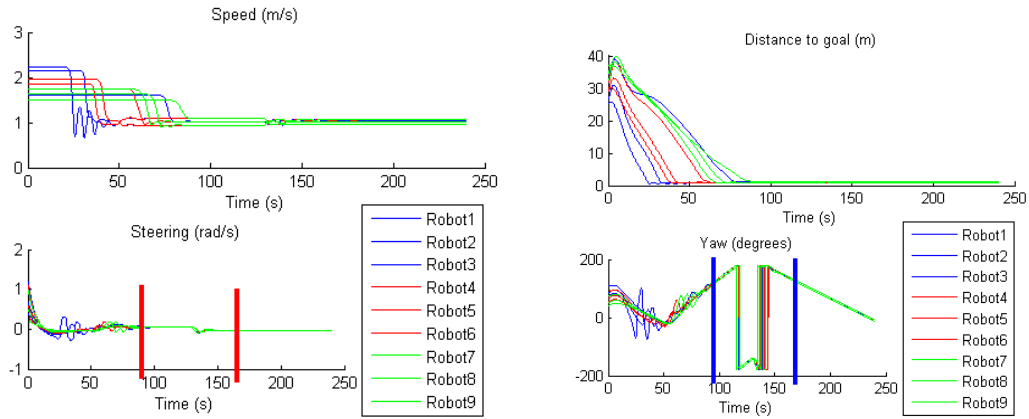 Speed (m/s)
3
2
1
0
0 50 100 150 200 250
Time (s)
Distance to goal (m)
40
30
20
10
0
0 50 100 150 200 250
Time (s)
Steering (rad/s)
2
1
0
-1
0 50 100 150 200 250
Time (s)
Robot1
Robot2
Robot3
Robot4
Robot5
Robot6
Robot7
Robot8
Robot9
Yaw (degrees)
200
100
0
-100
-200
0 50 100 150 200 250
Time (s)
Robot1
Robot2
Robot3
Robot4
Robot5
Robot6
Robot7
Robot8
Robot9